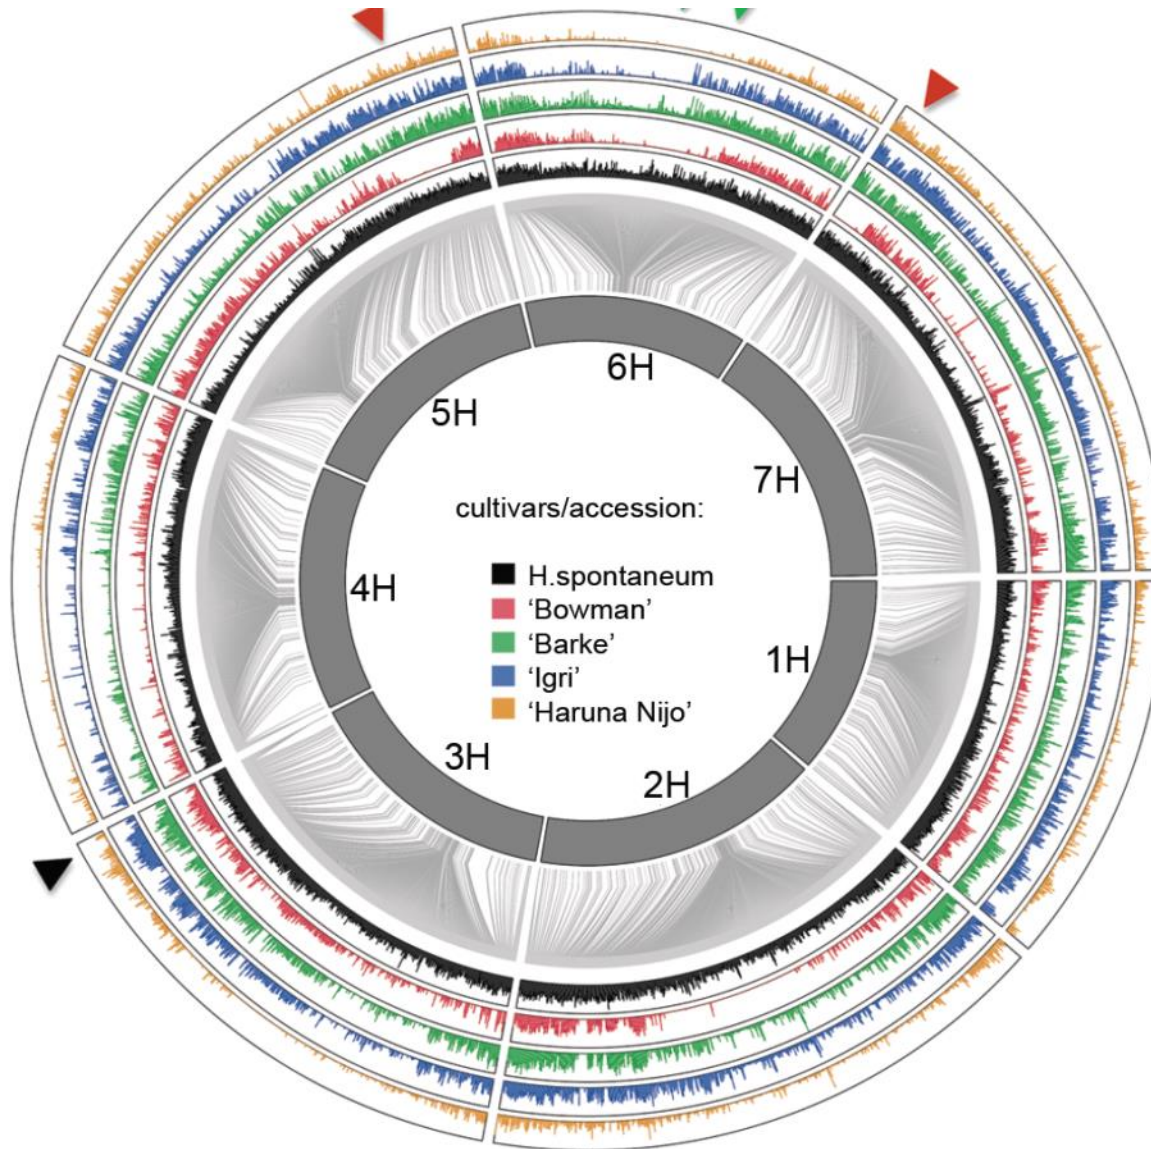 6H
5H
7H
cultivars/accession:
H.spontaneum
4H
'Bowman'
'Barke'
1H
'Igri'
'Haruna Nijo'
3H
2H